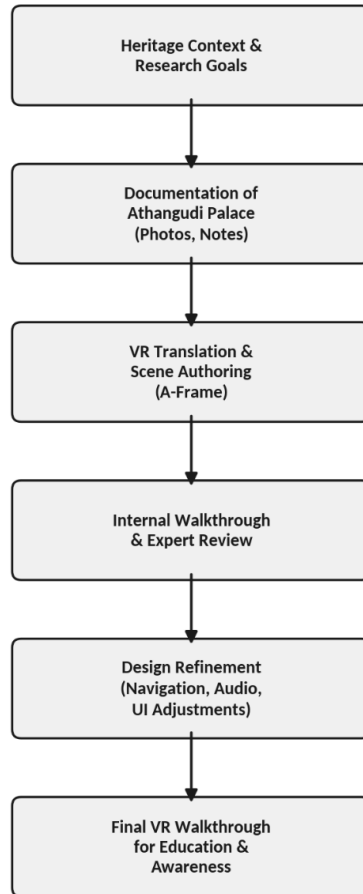 Heritage Context &
Research Goals
Documentation of
Athangudi Palace
(Photos, Notes)
VR Translation &
Scene Authoring
(A-Frame)
Internal Walkthrough
& Expert Review
Design Refinement
(Navigation, Audio,
UI Adjustments)
Final VR Walkthrough
for Education &
Awareness